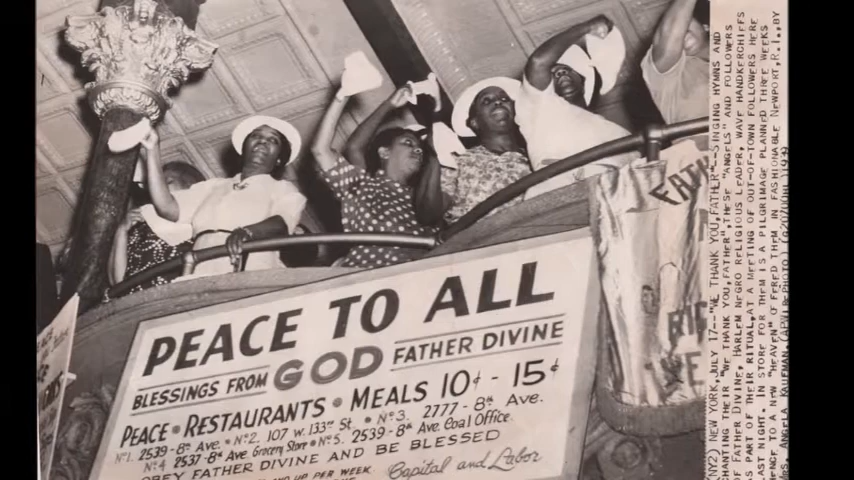 PEACE TO ALL
BLESSINGS FROM GOD FATHER DIVINE
PEACE • RESTAURANTS • MEALS 10¢ - 15¢
Nº1. 2539-8th Ave. • Nº2. 107 W. 133rd St. • Nº3. 2777-8th Ave.
Nº4 2537-8th Ave. Grocery Store • Nº5. 2539-8th Ave. Coal Office.
CHANTING FATHER DIVINE AND BE BLESSED
UP PER WEEK. Capital and Labor
FATH
(NY2) NEW YORK, JULY 17--"WE THANK YOU, FATHER"--SINGING HYMNS AND
CHANTING THEIR "WE THANK YOU, FATHER", THESE "ANGELS" AND FOLLOWERS
OF FATHER DIVINE, HARLEM NEGRO RELIGIOUS LEADER, WAVE HANDKERCHIEFS
AS PART OF THEIR RITUAL, AT A MEETING OF OUT-OF-TOWN FOLLOWERS HERE
LAST NIGHT. IN STORE FOR THEM IS A PILGRIMAGE PLANNED THREE WEEKS
HENCE TO A NEW "HEAVEN" OFFERED THEM IN FASHIONABLE NEWPORT, R.I., BY
MRS. ANGELA KAUFMAN. (AP WIREPHOTO)